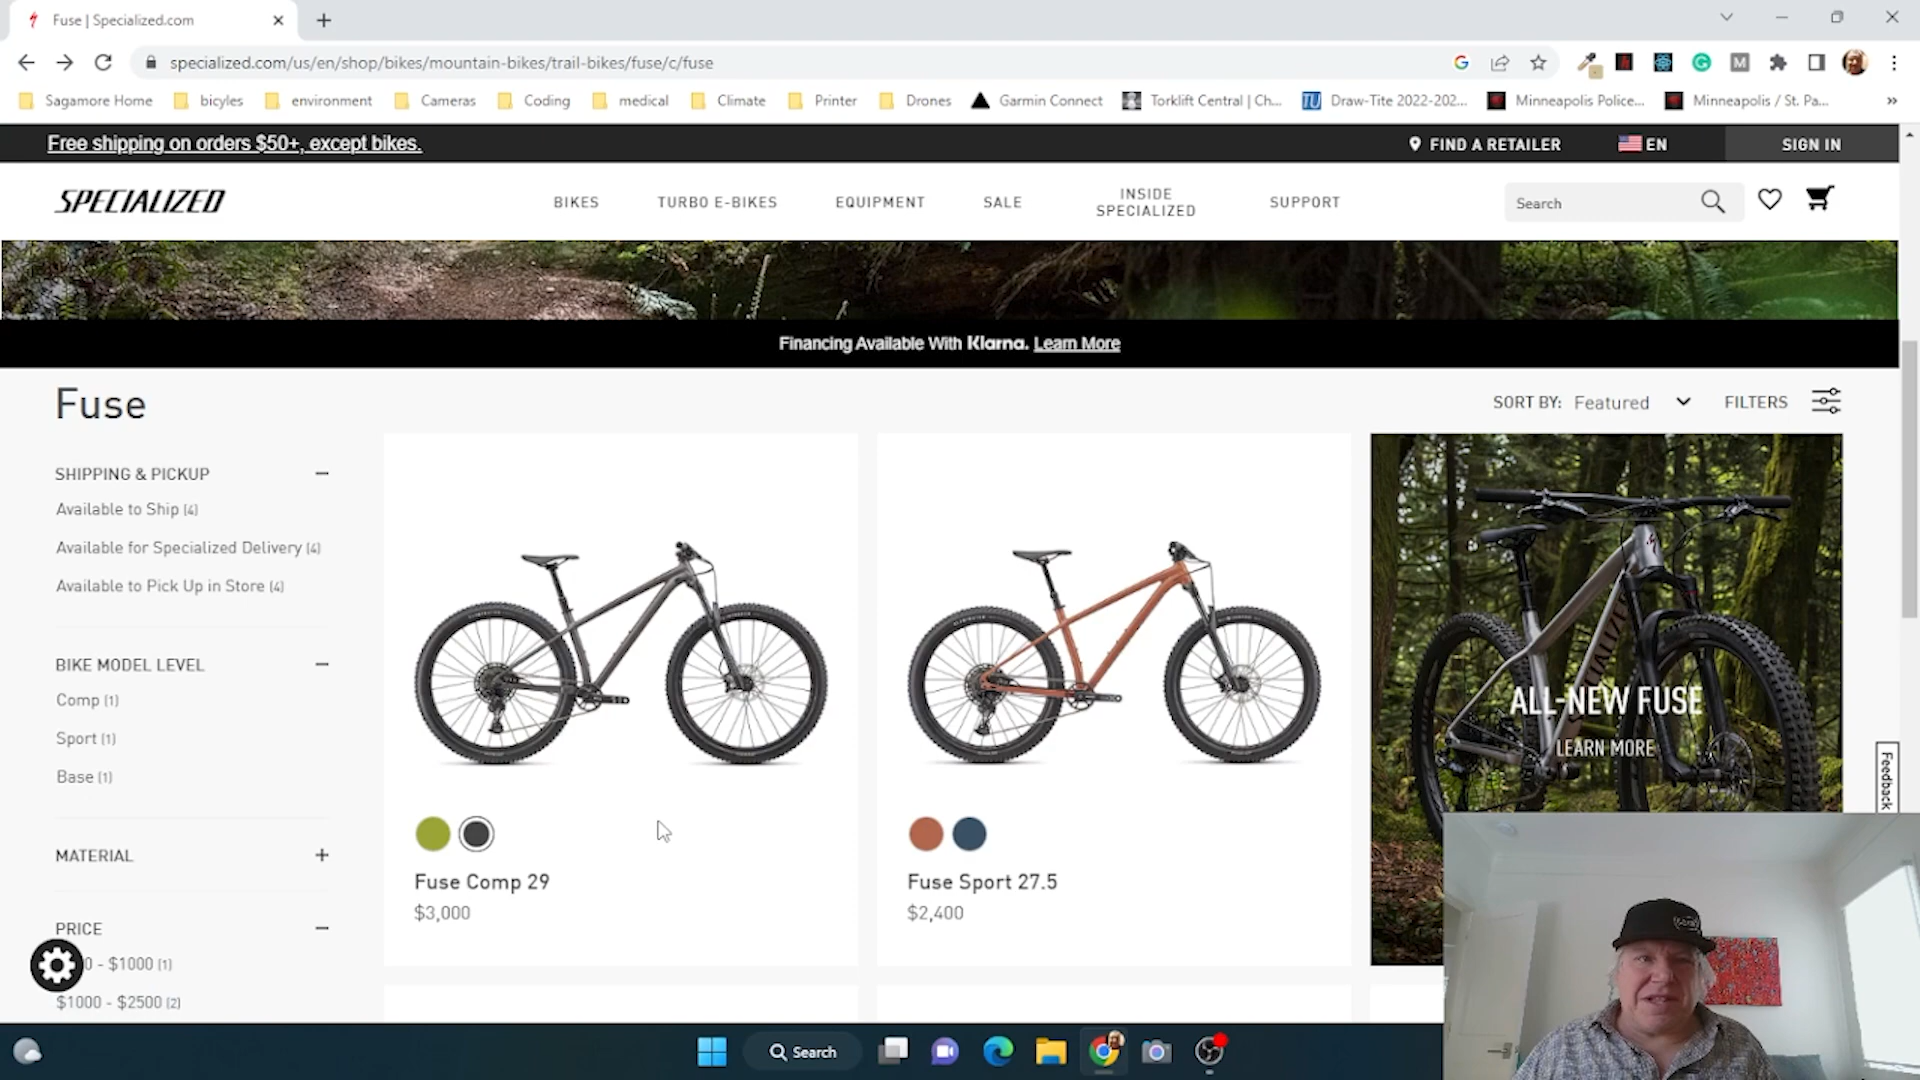 Fuse | Specialized.com
specialized.com/us/en/shop/bikes/mountain-bikes/trail-bikes/fuse/c/fuse
Sagamore Home bicyles environment Cameras Coding medical Climate Printer Drones Garmin Connect Torklift Central | Ch... Draw-Tite 2022-202... Minneapolis Police... Minneapolis / St. Pa...
Free shipping on orders $50+, except bikes. FIND A RETAILER EN SIGN IN
SPECIALIZED BIKES TURBO E-BIKES EQUIPMENT SALE INSIDE SPECIALIZED SUPPORT Search
Financing Available With Klarna. Learn More
Fuse
SORT BY: Featured FILTERS
SHIPPING & PICKUP
Available to Ship (4)
Available for Specialized Delivery (4)
Available to Pick Up in Store (4)
BIKE MODEL LEVEL
Comp (1)
Sport (1)
Base (1)
MATERIAL
PRICE
0 - $1000 (1)
$1000 - $2500 (2)
Fuse Comp 29
$3,000
Fuse Sport 27.5
$2,400
SPECIALIZED
ALL-NEW FUSE
LEARN MORE
Feedback
Search